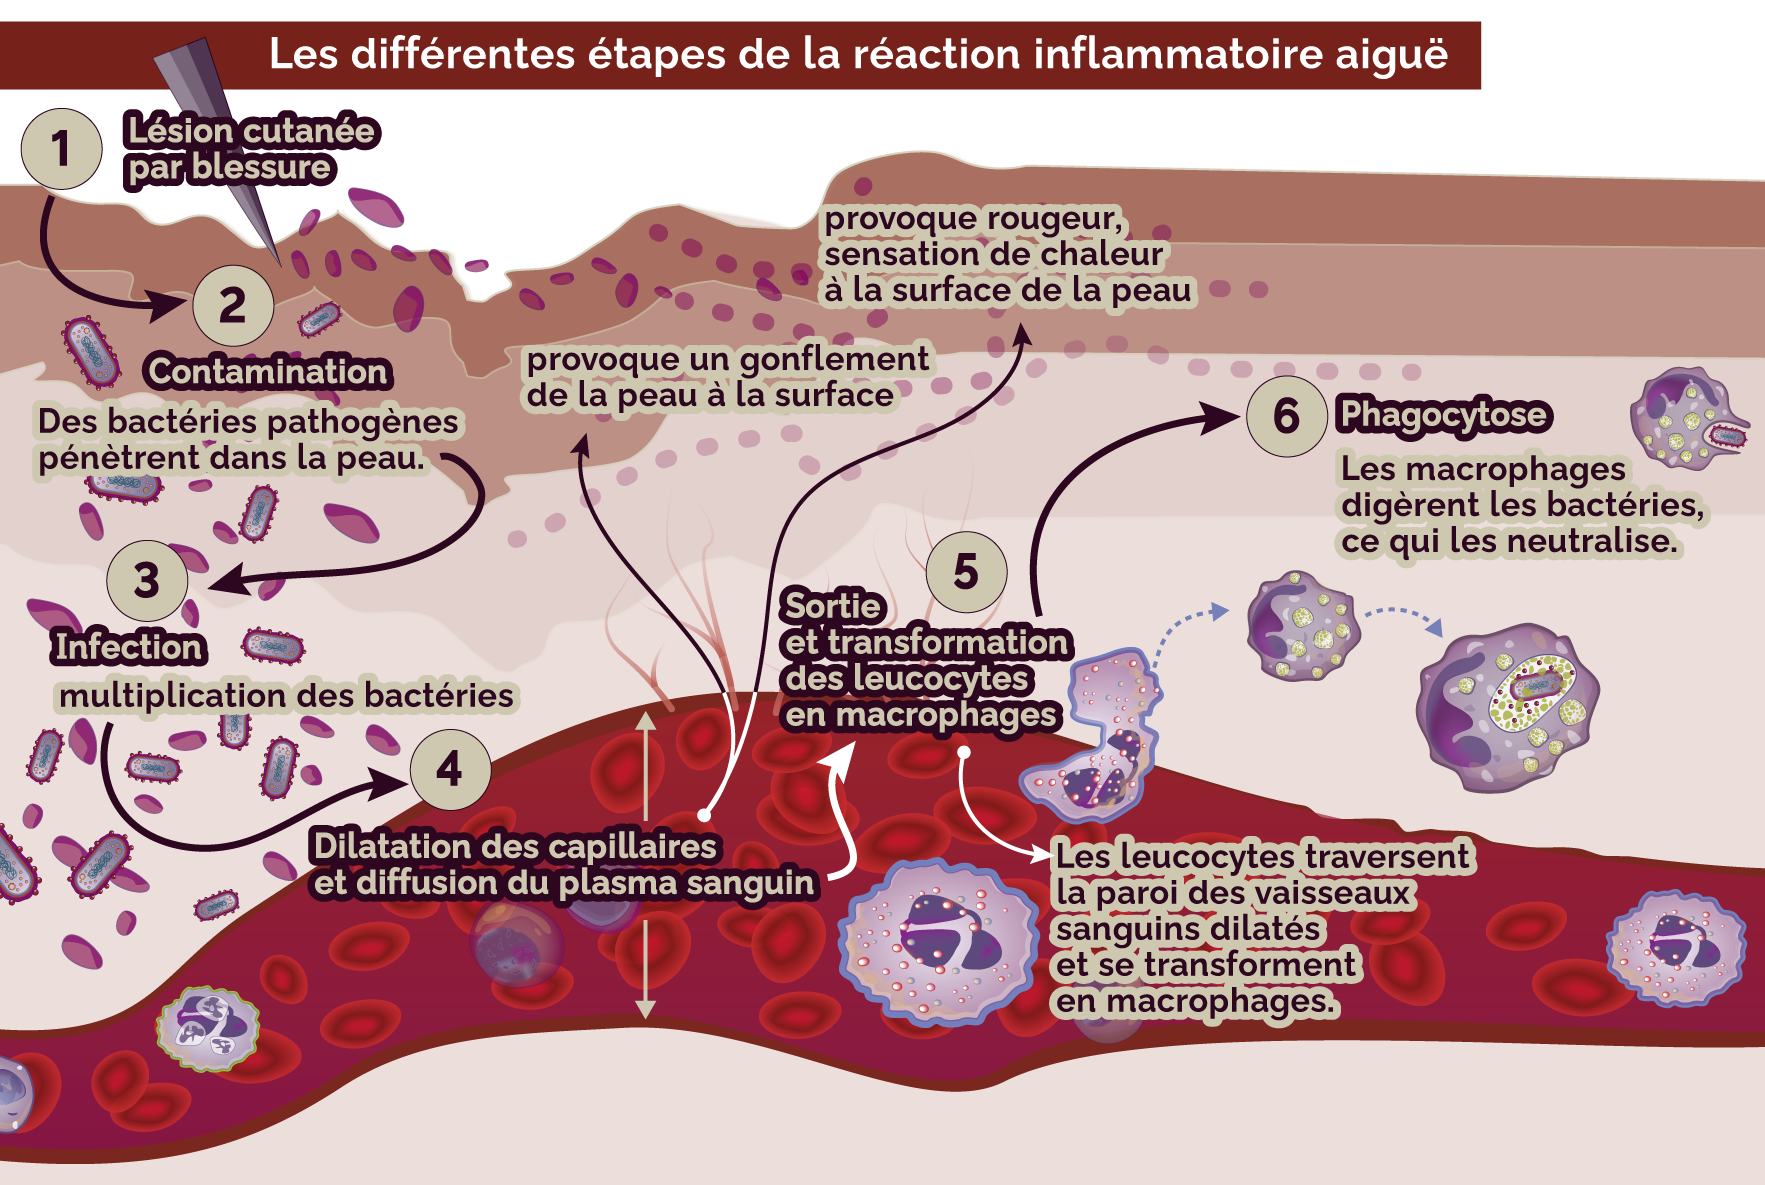 Les différentes étapes de la réaction inflammatoire aiguë
1
Lésion cutanée
par blessure
2
Contamination
Des bactéries pathogènes
pénètrent dans la peau.
3
Infection
multiplication des bactéries
4
Dilatation des capillaires
et diffusion du plasma sanguin
provoque un gonflement
de la peau à la surface
provoque rougeur,
sensation de chaleur
à la surface de la peau
5
Sortie
et transformation
des leucocytes
en macrophages
Les leucocytes traversent
la paroi des vaisseaux
sanguins dilatés
et se transforment
en macrophages.
6
Phagocytose
Les macrophages
digèrent les bactéries,
ce qui les neutralise.